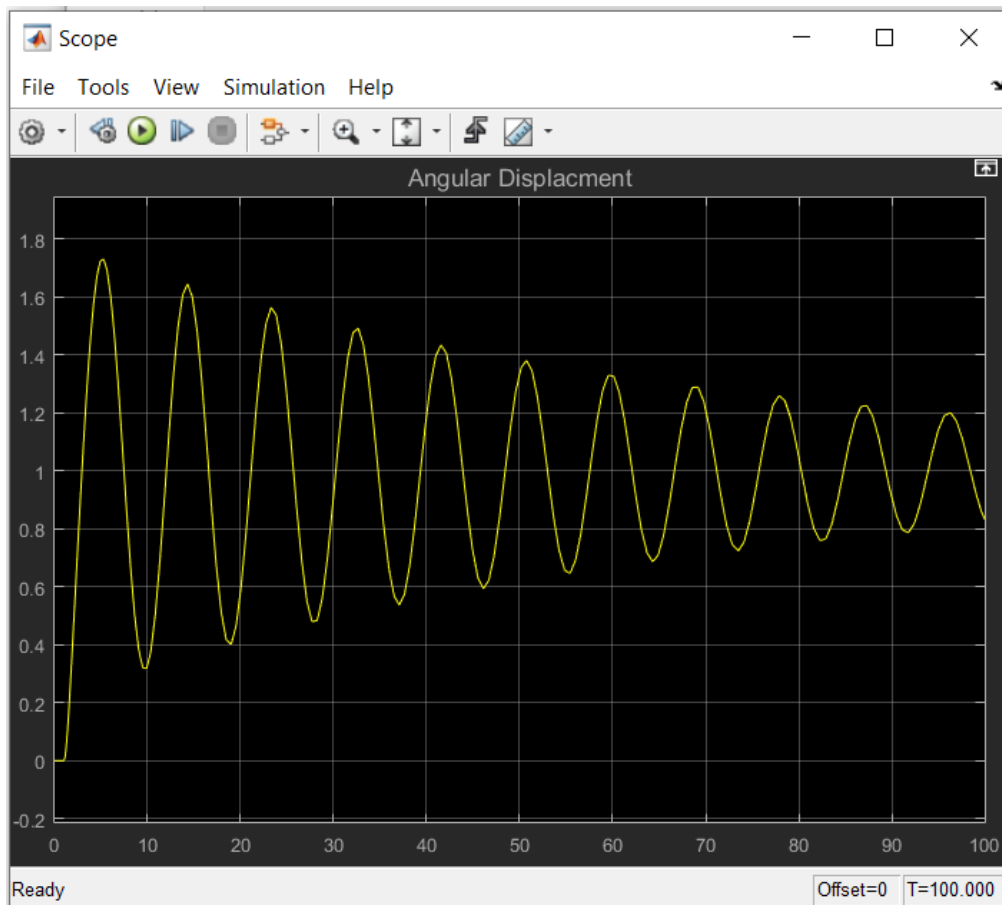 Scope
File Tools View Simulation Help
Angular Displacment
1.8
1.6
1.4
1.2
1
0.8
0.6
0.4
0.2
0
-0.2
0 10 20 30 40 50 60 70 80 90 100
Ready Offset=0 T=100.000